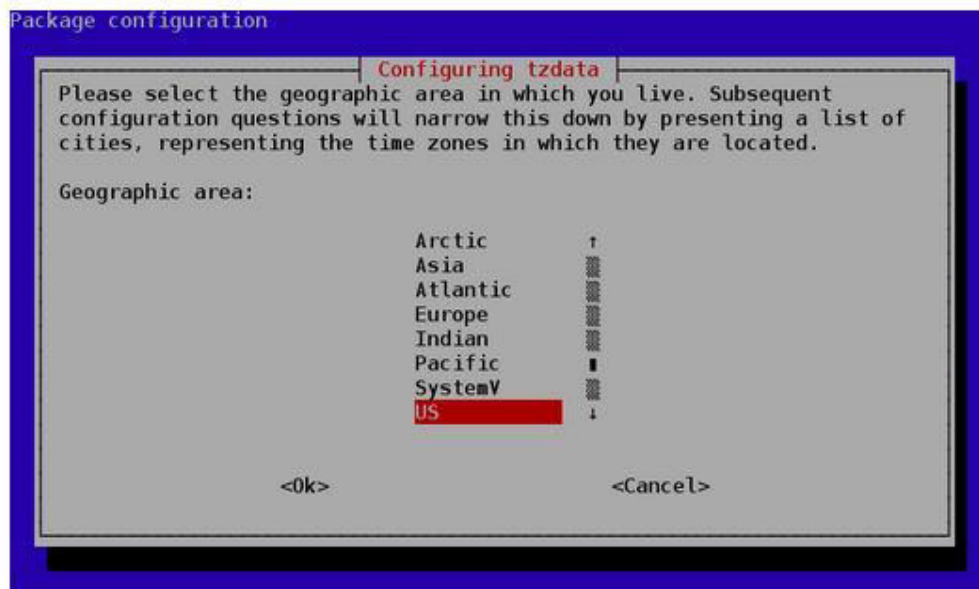 Package configuration
Configuring tzdata
Please select the geographic area in which you live. Subsequent
configuration questions will narrow this down by presenting a list of
cities, representing the time zones in which they are located.
Geographic area:
Arctic
Asia
Atlantic
Europe
Indian
Pacific
SystemV
US
<Ok> <Cancel>